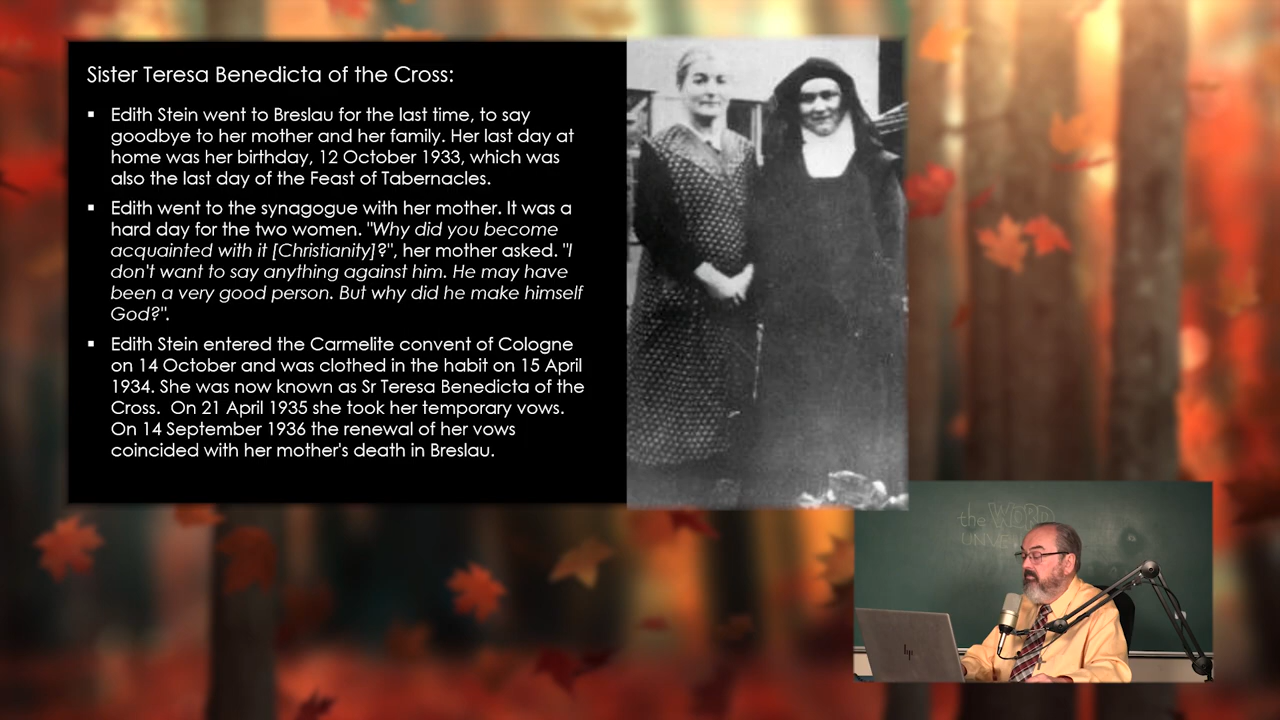 Sister Teresa Benedicta of the Cross:
▪ Edith Stein went to Breslau for the last time, to say
goodbye to her mother and her family. Her last day at
home was her birthday, 12 October 1933, which was
also the last day of the Feast of Tabernacles.
▪ Edith went to the synagogue with her mother. It was a
hard day for the two women. "Why did you become
acquainted with it [Christianity]?", her mother asked. "I
don't want to say anything against him. He may have
been a very good person. But why did he make himself
God?".
▪ Edith Stein entered the Carmelite convent of Cologne
on 14 October and was clothed in the habit on 15 April
1934. She was now known as Sr Teresa Benedicta of the
Cross.  On 21 April 1935 she took her temporary vows.
On 14 September 1936 the renewal of her vows
coincided with her mother's death in Breslau.
the WORD
hp